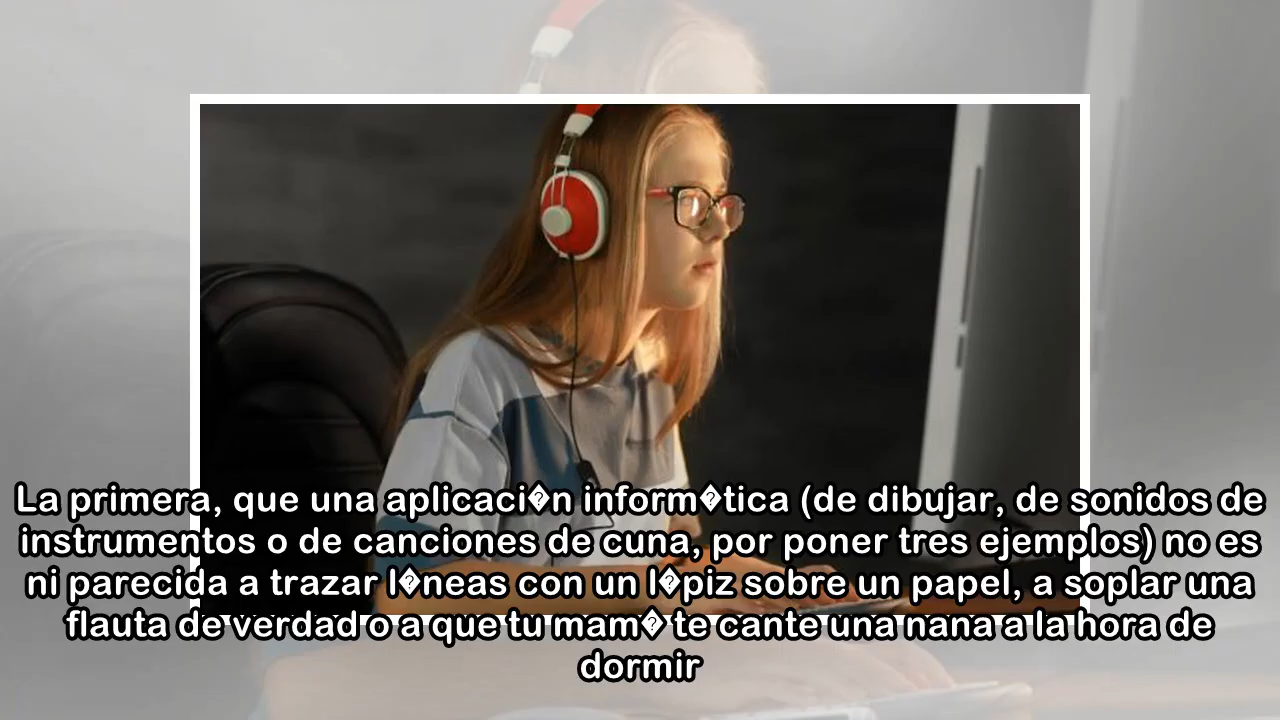 La primera, que una aplicaci�n inform�tica (de dibujar, de sonidos de
instrumentos o de canciones de cuna, por poner tres ejemplos) no es
ni parecida a trazar l�neas con un l�piz sobre un papel, a soplar una
flauta de verdad o a que tu mam� te cante una nana a la hora de
dormir